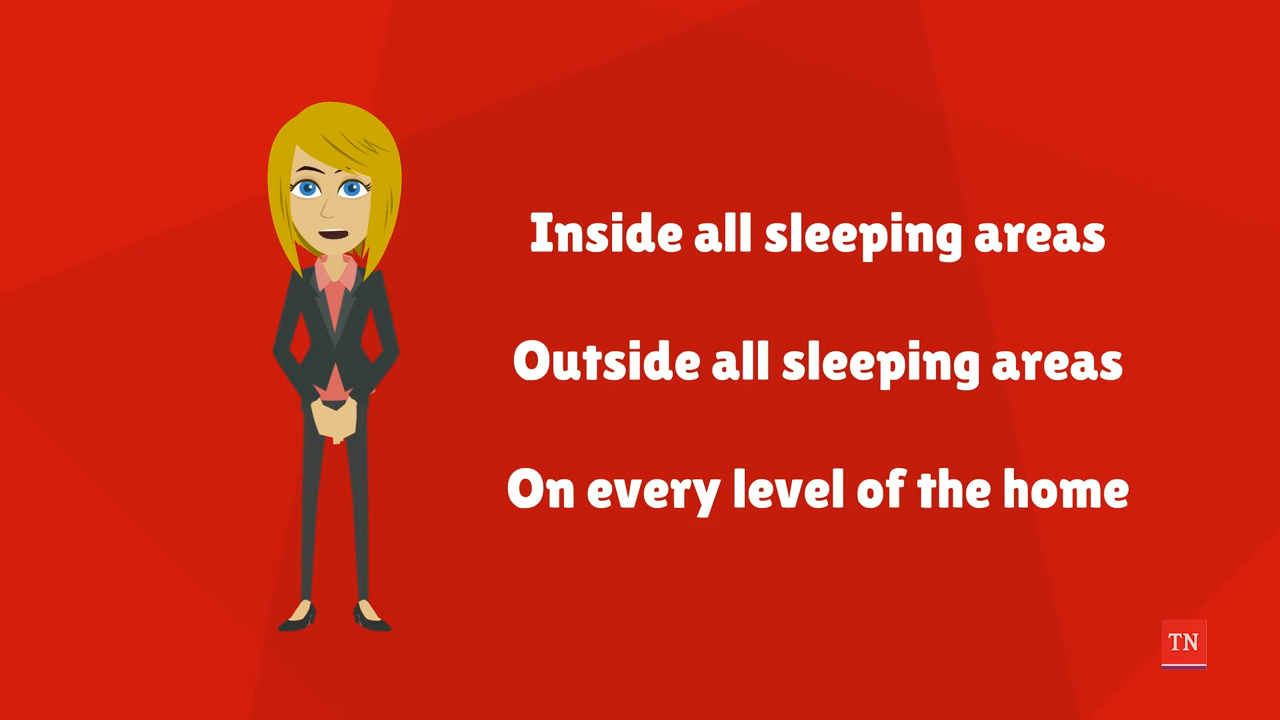 Inside all sleeping areas
Outside all sleeping areas
On every level of the home
TN